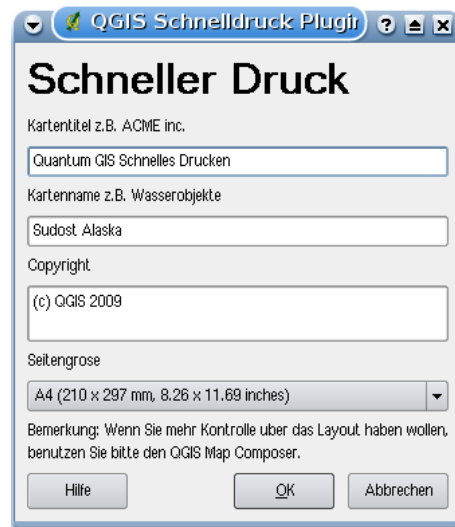 QGIS Schnelldruck Plugin
Schneller Druck
Kartentitel z.B. ACME inc.
Quantum GIS Schnelles Drucken
Kartenname z.B. Wasserobjekte
Sudost Alaska
Copyright
(c) QGIS 2009
Seitengrose
A4 (210 x 297 mm, 8.26 x 11.69 inches)
Bemerkung: Wenn Sie mehr Kontrolle uber das Layout haben wollen,
benutzen Sie bitte den QGIS Map Composer.
Hilfe
OK
Abbrechen